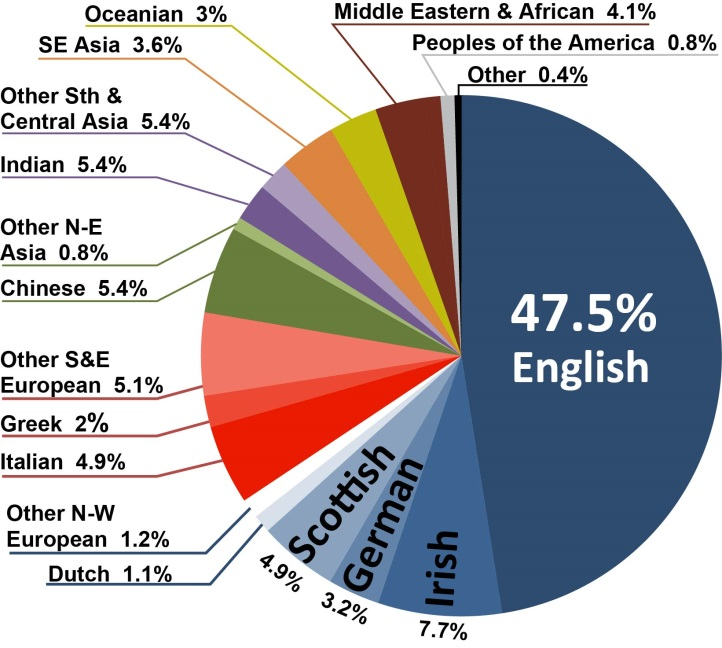 Oceanian 3%
Middle Eastern & African 4.1%
SE Asia 3.6%
Peoples of the America 0.8%
Other 0.4%
Other Sth &
Central Asia 5.4%
Indian 5.4%
Other N-E
Asia 0.8%
Chinese 5.4%
47.5%
English
Other S&E
European 5.1%
Greek 2%
Italian 4.9%
Other N-W
European 1.2%
Dutch 1.1%
Scottish
4.9%
German
3.2%
Irish
7.7%